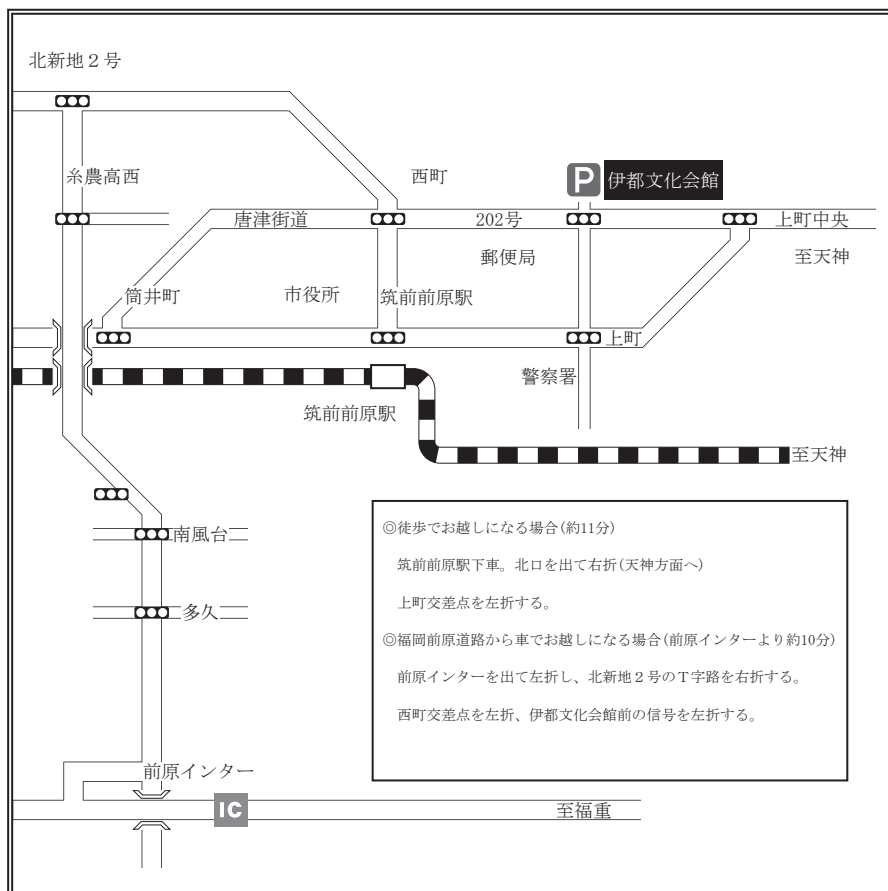 北新地２号
糸農高西
西町
P
伊都文化会館
唐津街道
202号
上町中央
郵便局
至天神
筒井町
市役所
筑前前原駅
上町
警察署
筑前前原駅
至天神
南風台
多久
◎徒歩でお越しになる場合(約11分)
筑前前原駅下車。北口を出て右折(天神方面へ)
上町交差点を左折する。
◎福岡前原道路から車でお越しになる場合(前原インターより約10分)
前原インターを出て左折し、北新地２号のＴ字路を右折する。
西町交差点を左折、伊都文化会館前の信号を左折する。
前原インター
IC
至福重